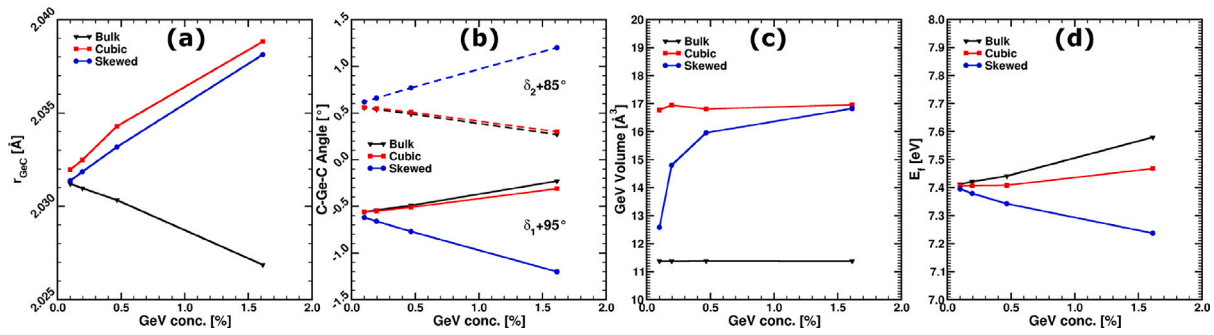 (a)
Bulk
Cubic
Skewed
2.040
2.035
2.030
2.025
r_GeC [Å]
0.0 0.5 1.0 1.5 2.0
GeV conc. [%]
(b)
1.5
1.0
0.5
0.0
-0.5
-1.0
-1.5
C-Ge-C Angle [°]
δ₂+85°
Bulk
Cubic
Skewed
δ₁+95°
0.0 0.5 1.0 1.5 2.0
GeV conc. [%]
(c)
Bulk
Cubic
Skewed
20
19
18
17
16
15
14
13
12
11
10
GeV Volume [Å³]
0.0 0.5 1.0 1.5 2.0
GeV conc. [%]
(d)
Bulk
Cubic
Skewed
8.0
7.9
7.8
7.7
7.6
7.5
7.4
7.3
7.2
7.1
7.0
E_f [eV]
0.0 0.5 1.0 1.5 2.0
GeV conc. [%]